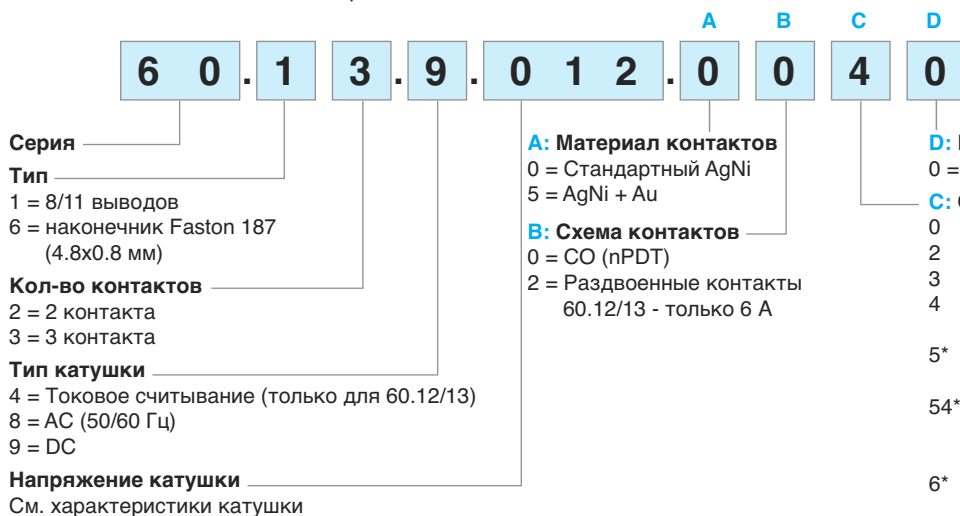 A B C D
6 0 . 1 3 . 9 . 0 1 2 . 0 0 4 0
Серия
Тип
1 = 8/11 выводов
6 = наконечник Faston 187
(4.8x0.8 мм)
Кол-во контактов
2 = 2 контакта
3 = 3 контакта
Тип катушки
4 = Токовое считывание (только для 60.12/13)
8 = AC (50/60 Гц)
9 = DC
Напряжение катушки
См. характеристики катушки
A: Материал контактов
0 = Стандартный AgNi
5 = AgNi + Au
B: Схема контактов
0 = CO (nPDT)
2 = Раздвоенные контакты
60.12/13 - только 6 А
D:
0 =
C:
0
2
3
4
5*
54*
6*